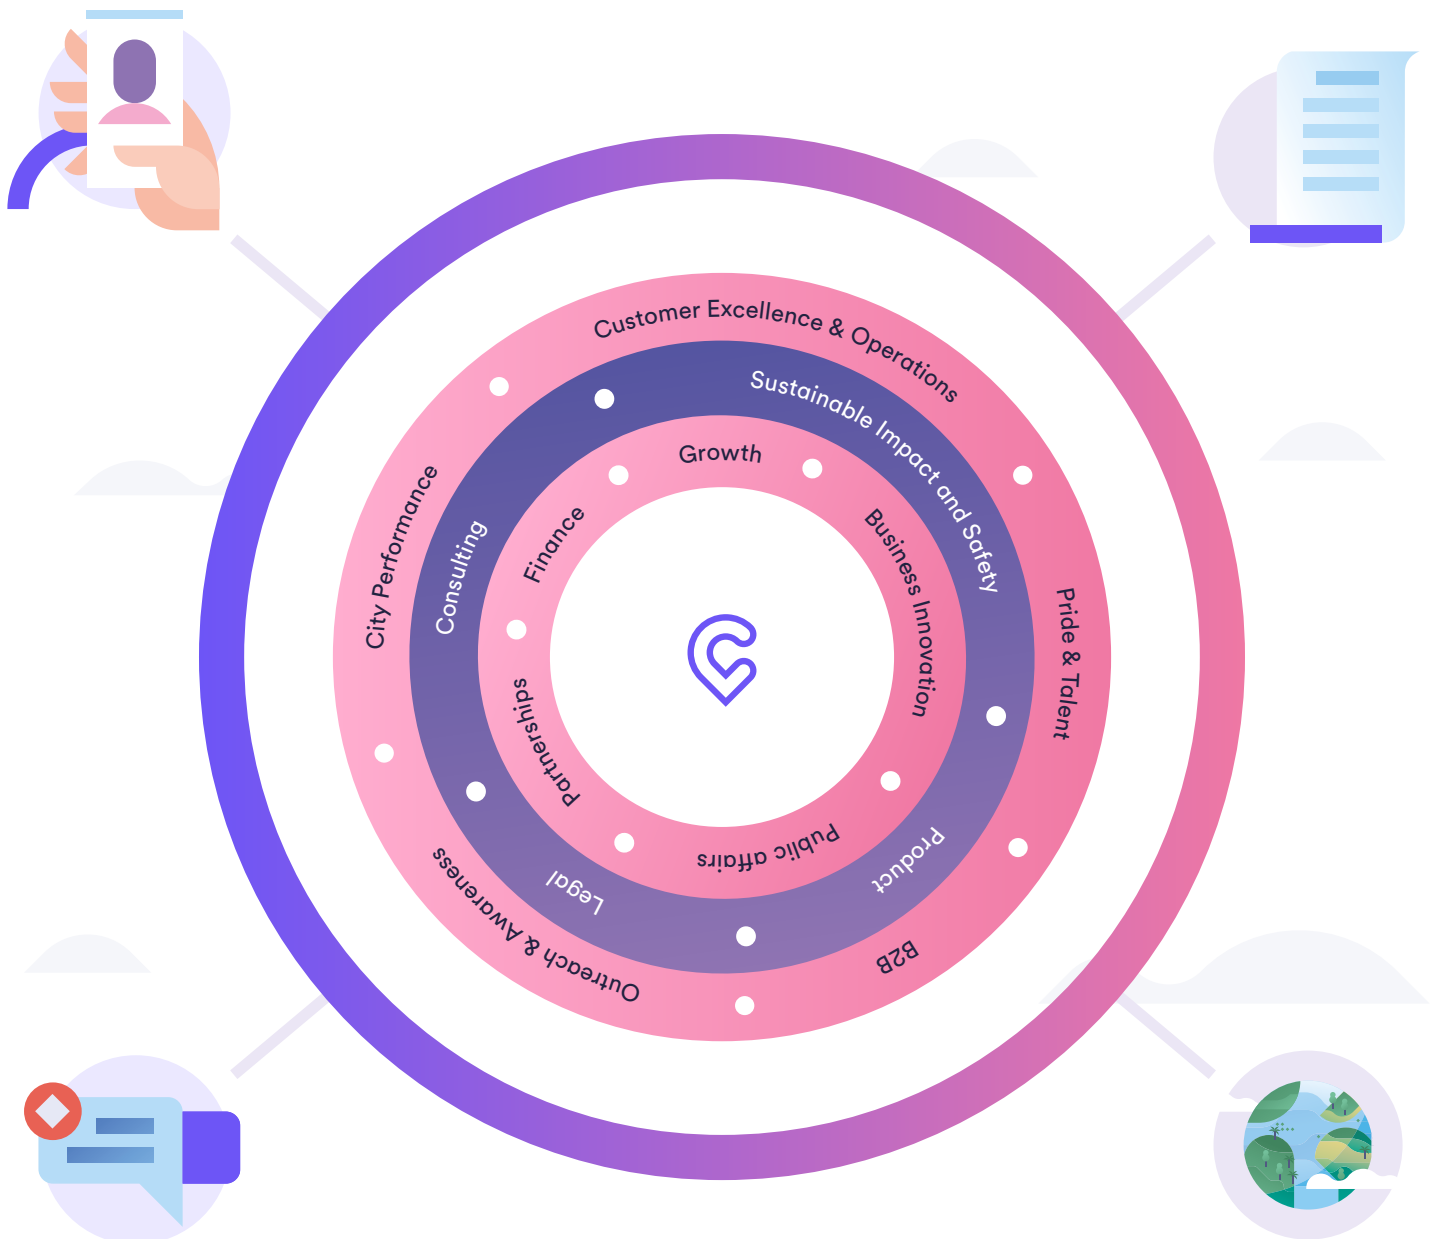 Customer Excellence & Operations
Pride & Talent
B2B
Outreach & Awareness
City Performance
Sustainable Impact and Safety
Product
Legal
Consulting
Growth
Business Innovation
Public affairs
Partnerships
Finance